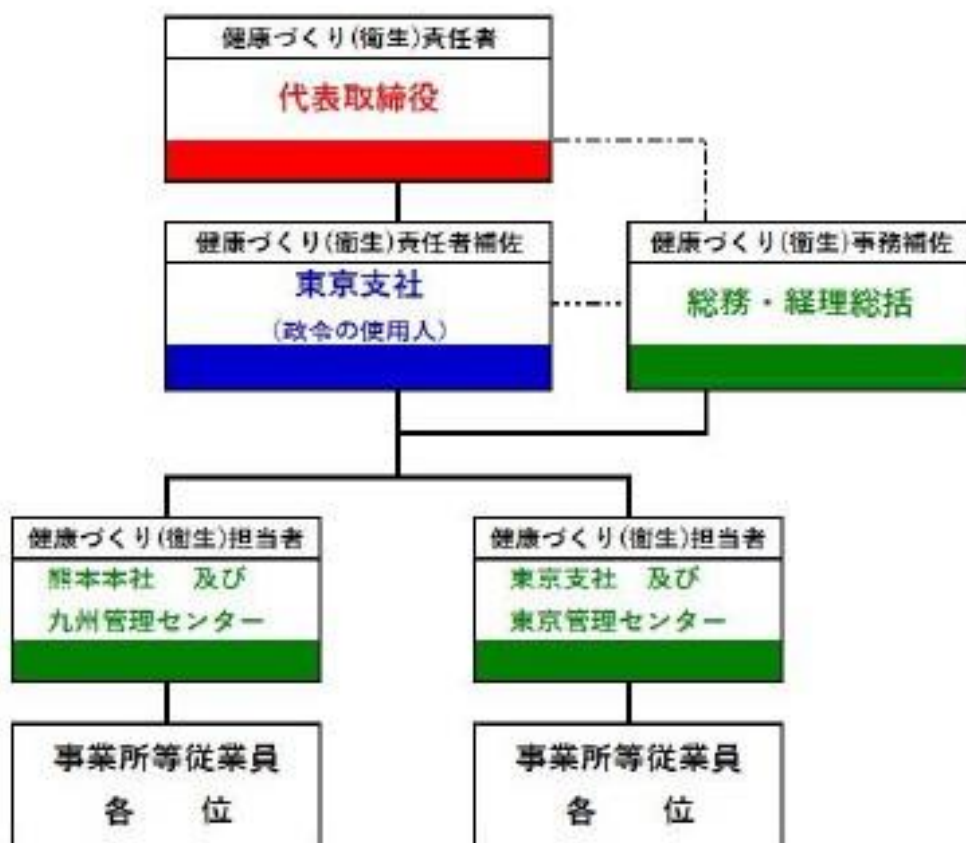 健康づくり(衛生)責任者
代表取締役
健康づくり(衛生)責任者補佐
東京支社
(政令の使用人)
健康づくり(衛生)事務補佐
総務・経理総括
健康づくり(衛生)担当者
熊本本社　及び
九州管理センター
健康づくり(衛生)担当者
東京支社　及び
東京管理センター
事業所等従業員
各　　位
事業所等従業員
各　　位